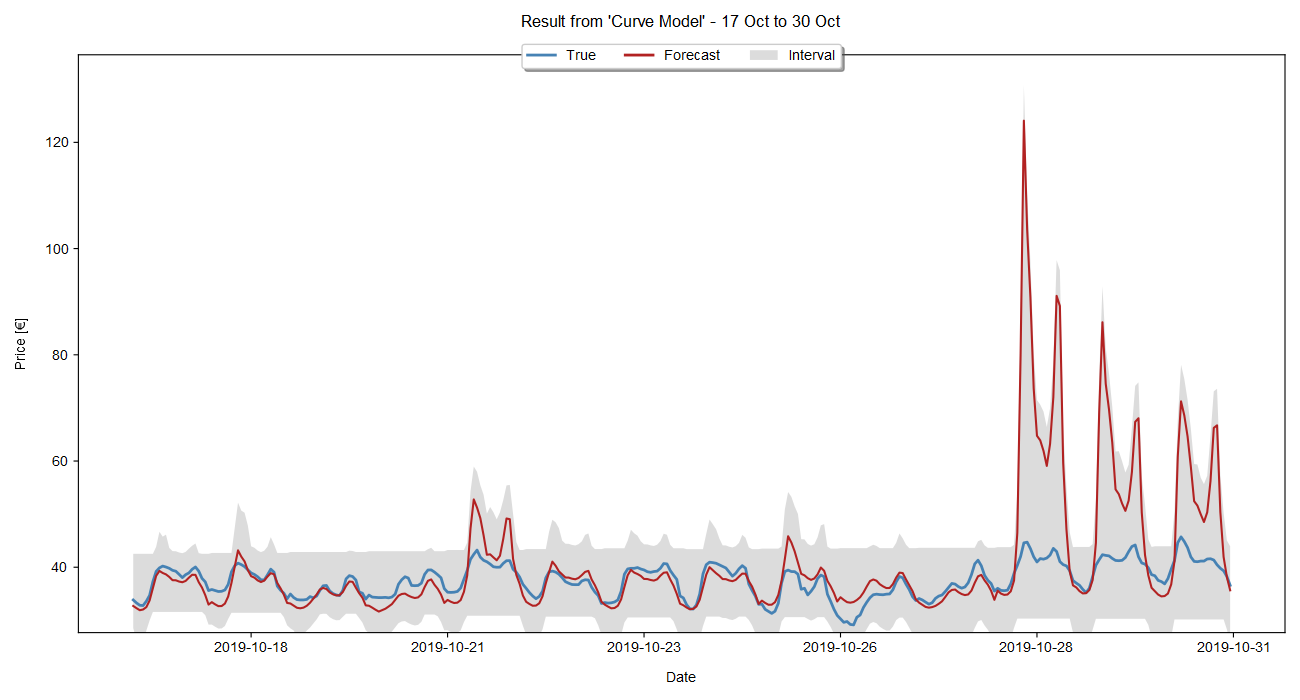 Result from 'Curve Model' - 17 Oct to 30 Oct
True Forecast Interval
120
100
80
60
40
Price [€]
2019-10-18 2019-10-21 2019-10-23 2019-10-26 2019-10-28 2019-10-31
Date